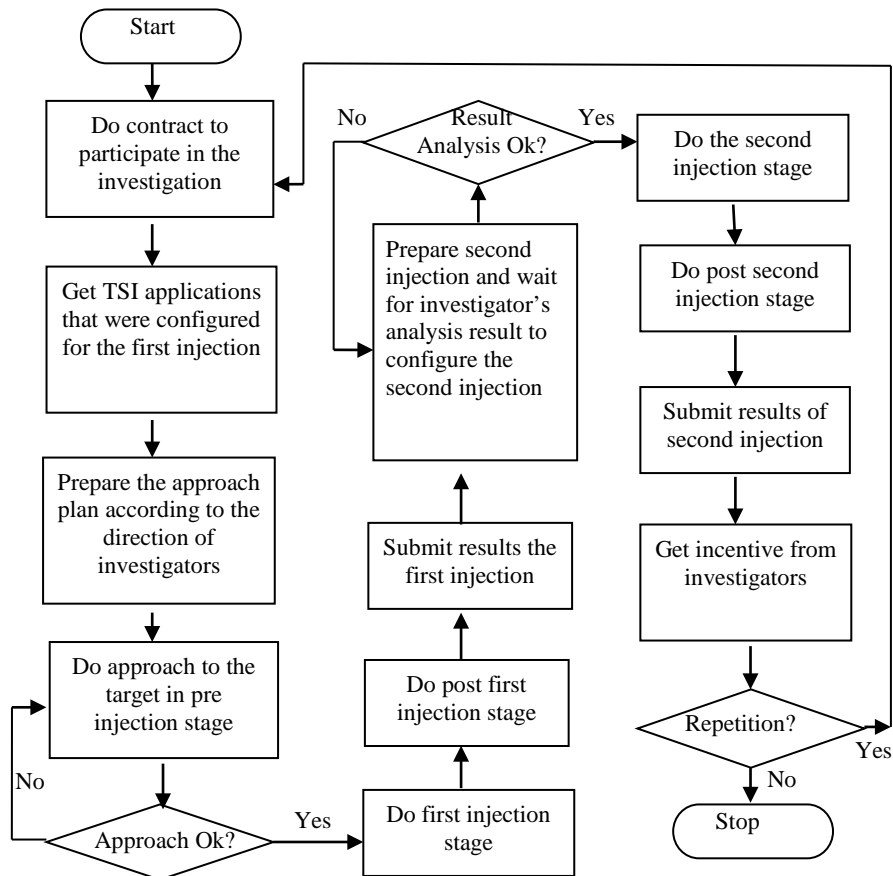 Start
Do contract to
participate in the
investigation
Get TSI applications
that were configured
for the first injection
Prepare the approach
plan according to the
direction of
investigators
Do approach to the
target in pre
injection stage
No
Approach Ok?
Yes
Do first injection
stage
Do post first
injection stage
Submit results the
first injection
Prepare second
injection and wait
for investigator's
analysis result to
configure the
second injection
No
Result
Analysis Ok?
Yes
Do the second
injection stage
Do post second
injection stage
Submit results of
second injection
Get incentive from
investigators
Repetition?
Yes
No
Stop